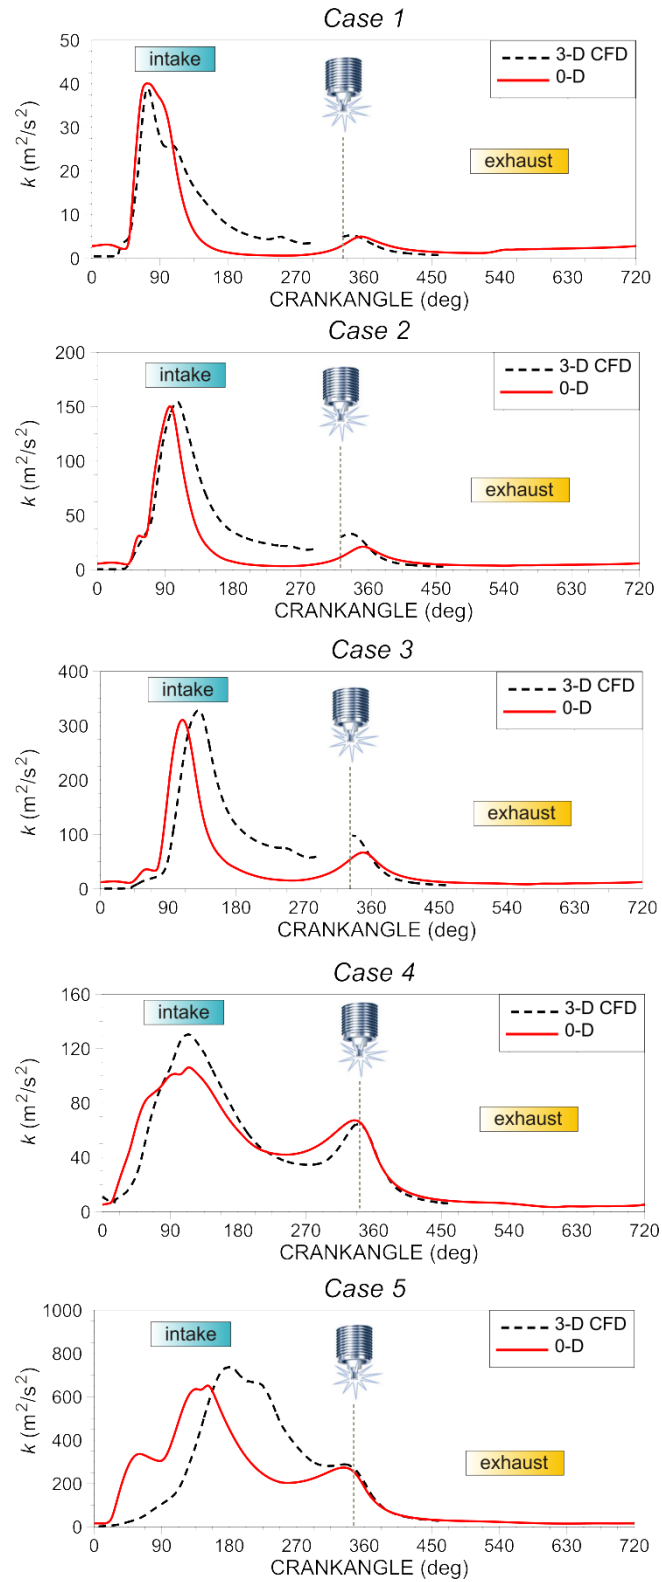 Case 1
50
40
30
20
10
0
k (m²/s²)
intake
3-D CFD
0-D
exhaust
0 90 180 270 360 450 540 630 720
CRANKANGLE (deg)
Case 2
200
150
100
50
0
k (m²/s²)
intake
3-D CFD
0-D
exhaust
0 90 180 270 360 450 540 630 720
CRANKANGLE (deg)
Case 3
400
300
200
100
0
k (m²/s²)
intake
3-D CFD
0-D
exhaust
0 90 180 270 360 450 540 630 720
CRANKANGLE (deg)
Case 4
160
120
80
40
0
k (m²/s²)
intake
3-D CFD
0-D
exhaust
0 90 180 270 360 450 540 630 720
CRANKANGLE (deg)
Case 5
1000
800
600
400
200
0
k (m²/s²)
intake
3-D CFD
0-D
exhaust
0 90 180 270 360 450 540 630 720
CRANKANGLE (deg)